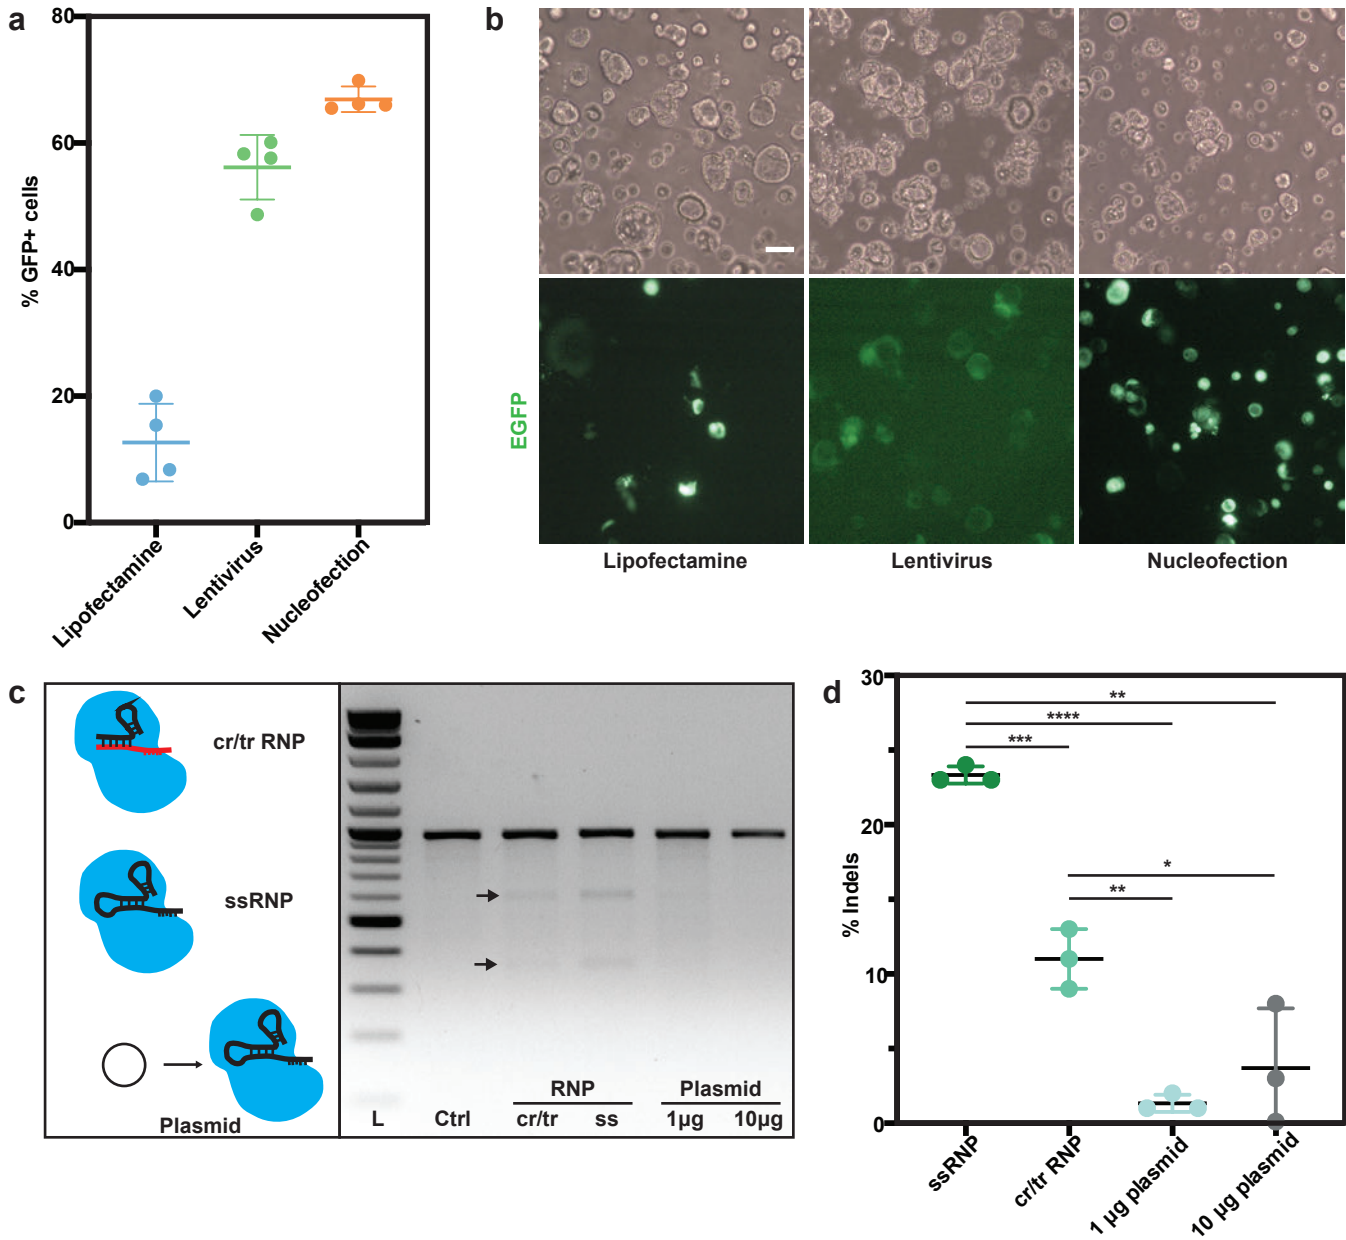 a
80
60
40
20
0
% GFP+ cells
Lipofectamine
Lentivirus
Nucleofection
b
EGFP
Lipofectamine
Lentivirus
Nucleofection
c
cr/tr RNP
ssRNP
Plasmid
RNP
Plasmid
L
Ctrl
cr/tr
ss
1µg
10µg
d
30
20
10
0
% Indels
**
****
***
*
**
ssRNP
cr/tr RNP
1 µg plasmid
10 µg plasmid